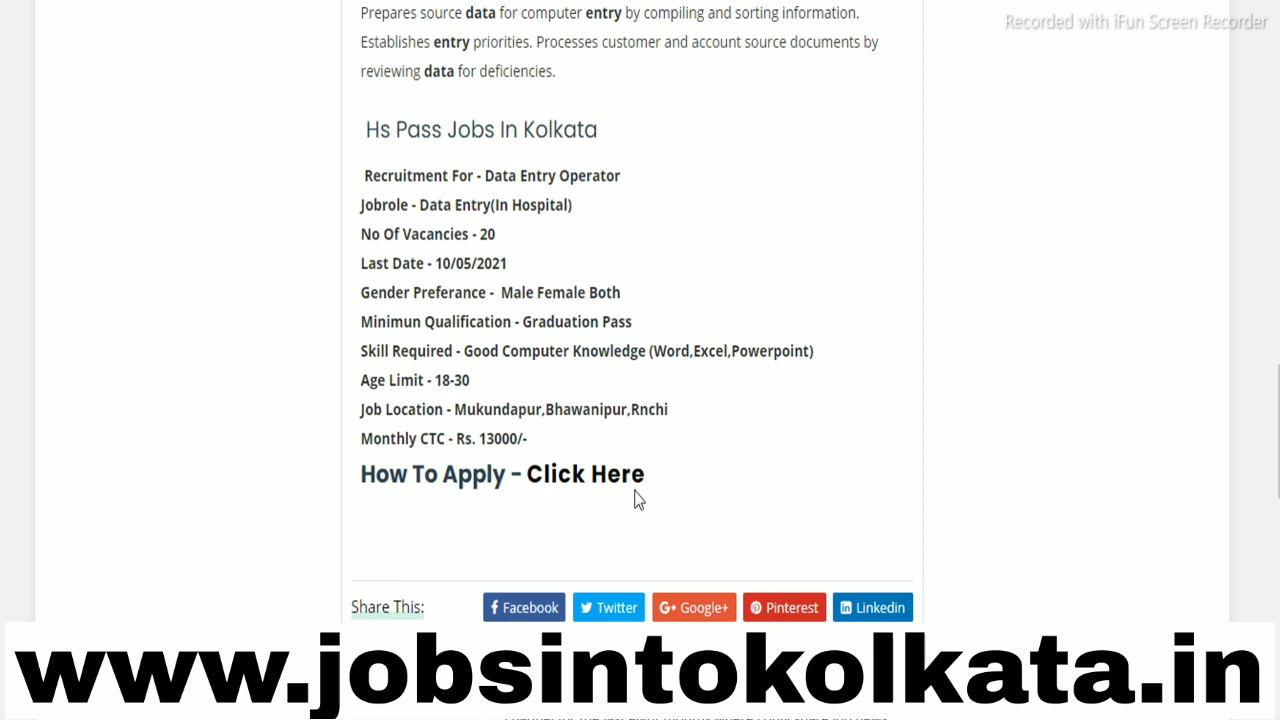 Prepares source data for computer entry by compiling and sorting information.
Recorded with iFun Screen Recorder
Establishes entry priorities. Processes customer and account source documents by
reviewing data for deficiencies.
Hs Pass Jobs In Kolkata
Recruitment For - Data Entry Operator
Jobrole - Data Entry(In Hospital)
No Of Vacancies - 20
Last Date - 10/05/2021
Gender Preferance - Male Female Both
Minimun Qualification - Graduation Pass
Skill Required - Good Computer Knowledge (Word,Excel,Powerpoint)
Age Limit - 18-30
Job Location - Mukundapur,Bhawanipur,Rnchi
Monthly CTC - Rs. 13000/-
How To Apply - Click Here
Share This:
Facebook
Twitter
Google+
Pinterest
Linkedin
www.jobsintokolkata.in